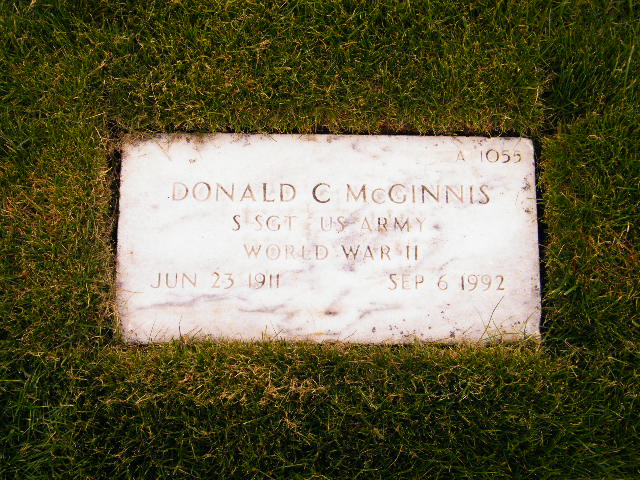 A 1055
DONALD C McGINNIS
S SGT US ARMY
WORLD WAR II
JUN 23 1911 SEP 6 1992